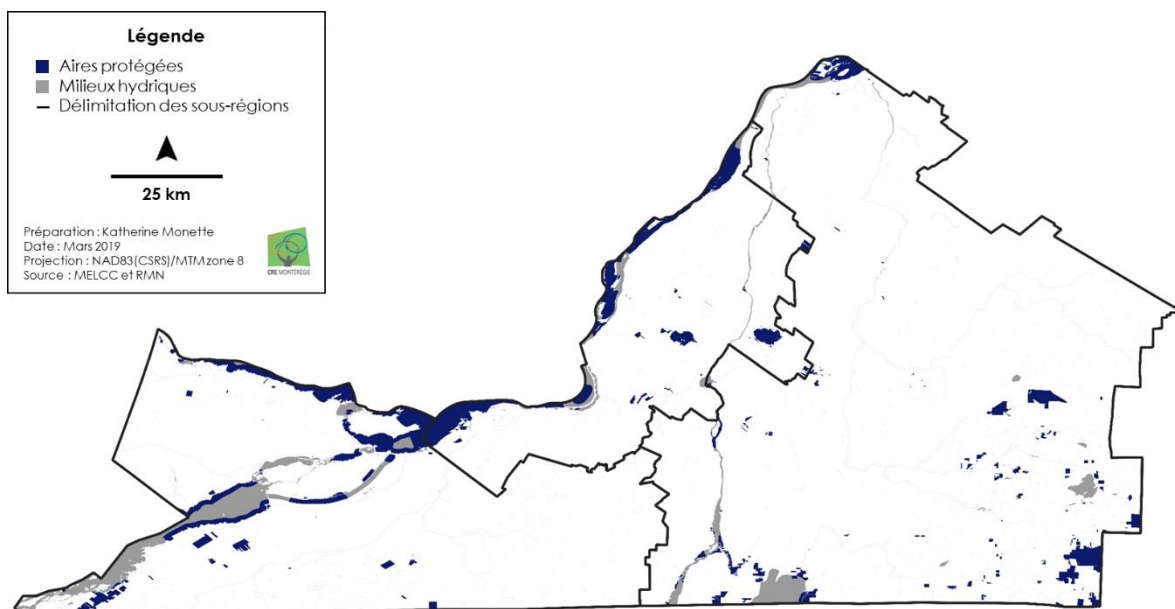 Légende
Aires protégées
Milieux hydriques
Délimitation des sous-régions
25 km
Préparation : Katherine Monette
Date : Mars 2019
Projection : NAD83(CSRS)/MTM zone 8
Source : MELCC et RMN
CRE MONTÉRÉGIE